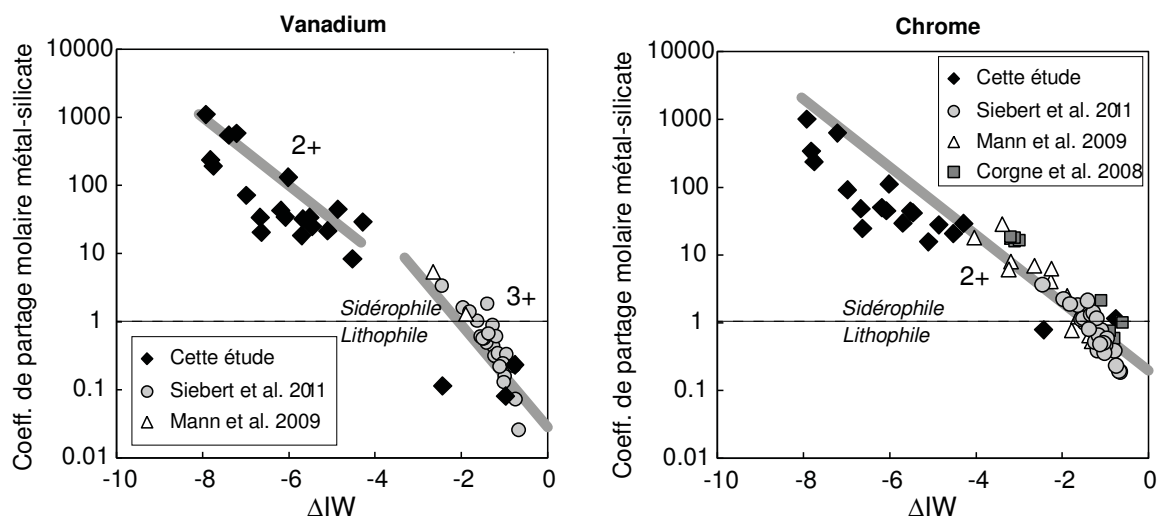 Vanadium
Coeff. de partage molaire métal-silicate
10000
1000
100
10
1
0.1
0.01
2+
3+
Sidérophile
Lithophile
Cette étude
Siebert et al. 2011
Mann et al. 2009
-10 -8 -6 -4 -2 0
ΔIW
Chrome
Coeff. de partage molaire métal-silicate
10000
1000
100
10
1
0.1
0.01
Cette étude
Siebert et al. 2011
Mann et al. 2009
Corgne et al. 2008
2+
Sidérophile
Lithophile
-10 -8 -6 -4 -2 0
ΔIW